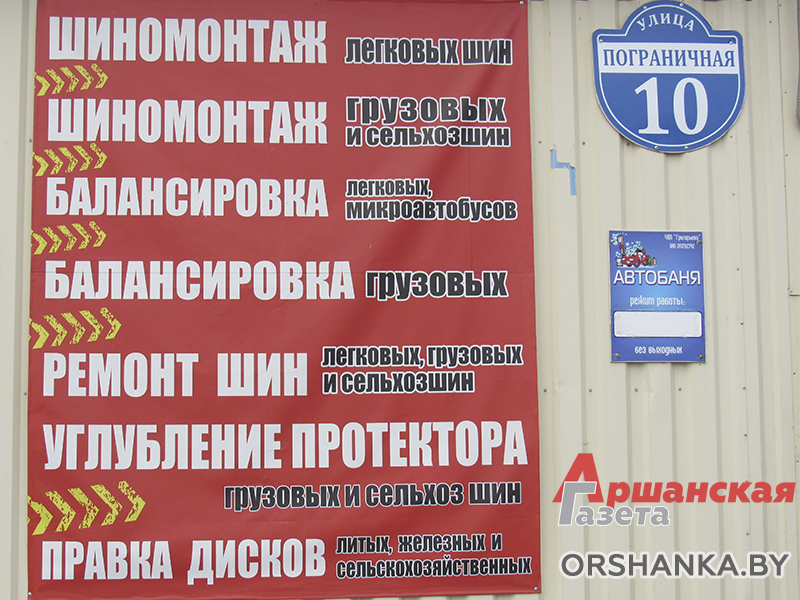 ШИНОМОНТАЖ легковых шин
ШИНОМОНТАЖ грузовых
и сельхозшин
БАЛАНСИРОВКА легковых,
микроавтобусов
БАЛАНСИРОВКА грузовых
РЕМОНТ ШИН легковых, грузовых
и сельхозшин
УГЛУБЛЕНИЕ ПРОТЕКТОРА
грузовых и сельхоз шин
ПРАВКА ДИСКОВ литых, железных и
сельскохозяйственных
УЛИЦА
ПОГРАНИЧНАЯ
10
АВТОБАНЯ
режит работы:
без выходных
Аршанская
Газета
ORSHANKA.BY